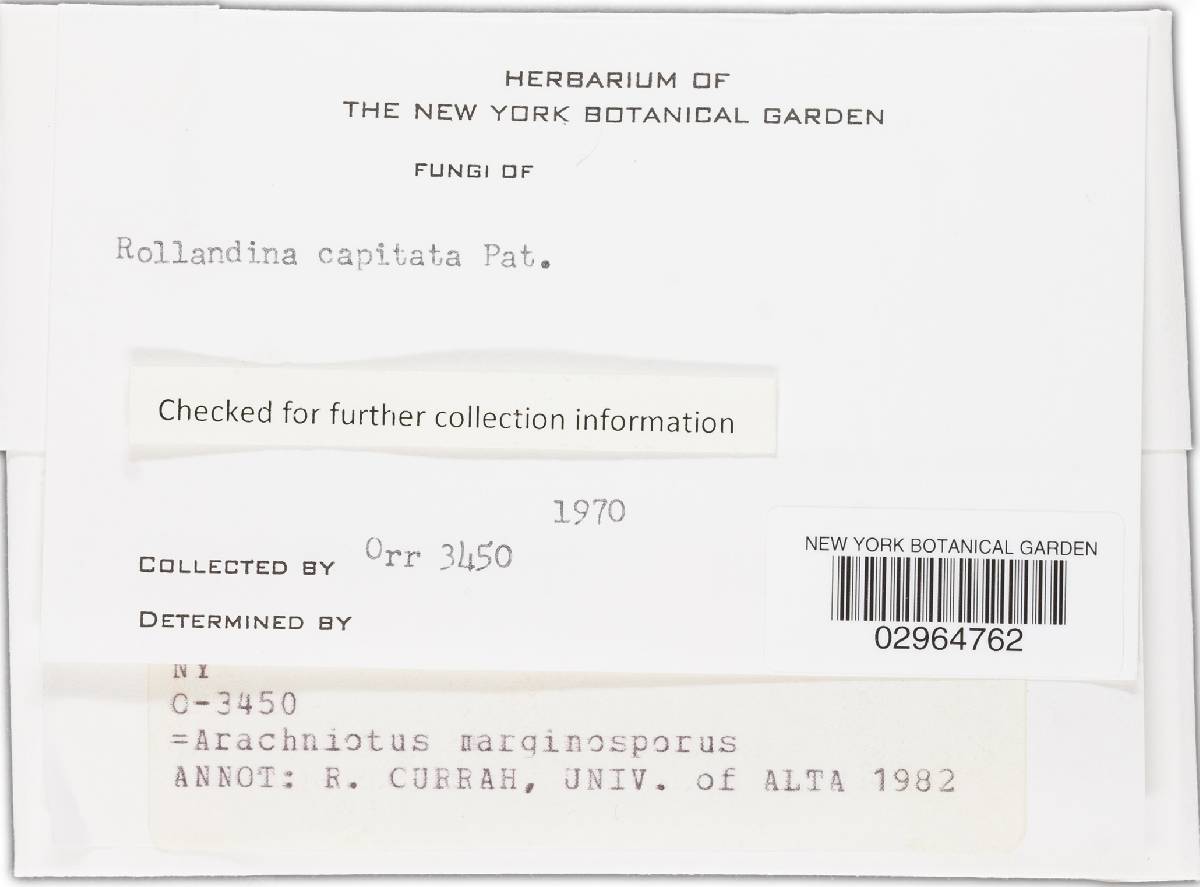 HERBARIUM OF
THE NEW YORK BOTANICAL GARDEN
FUNGI OF
Rollandina capitata Pat.
Checked for further collection information
1970
COLLECTED BY Orr 3450
DETERMINED BY
NEW YORK BOTANICAL GARDEN
02964762
NY
O-3450
=Arachniotus marginosporus
ANNOT: R. CURRAH, UNIV. of ALTA 1982